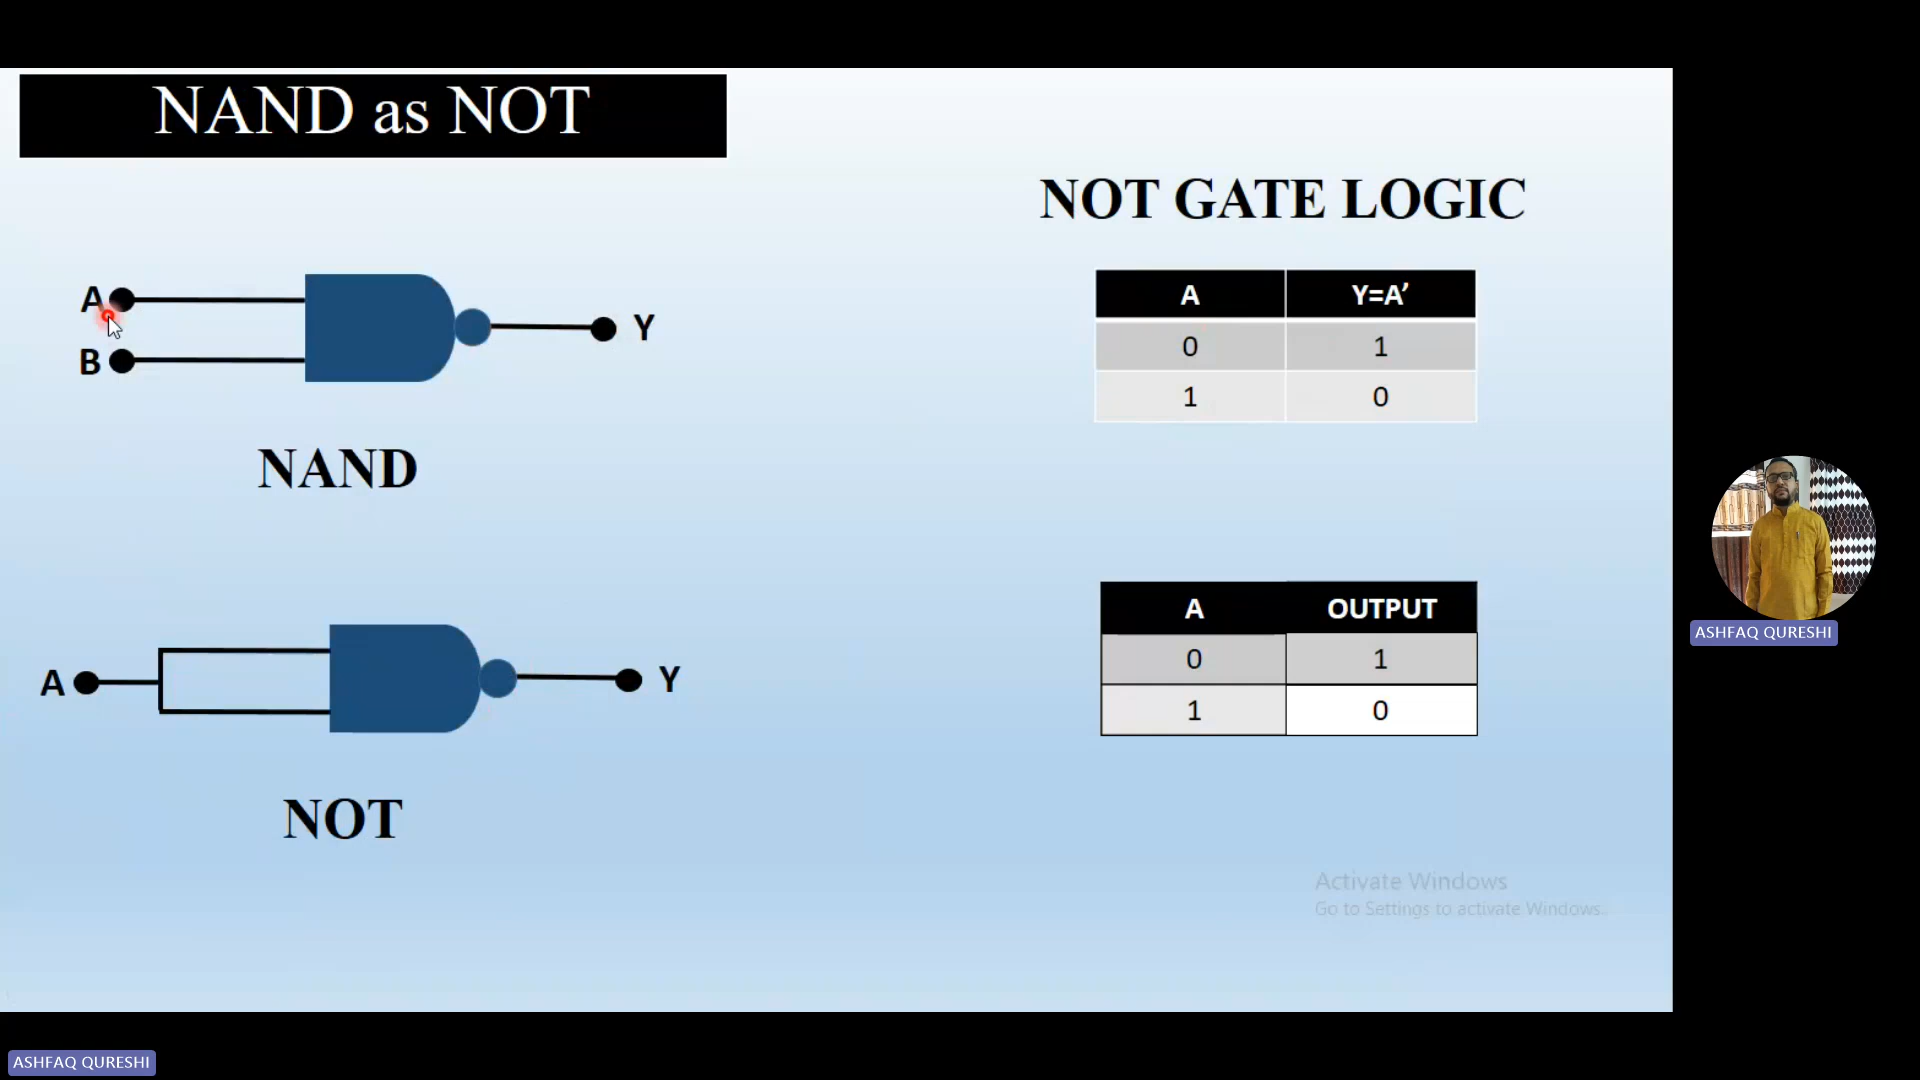 NAND as NOT
NOT GATE LOGIC
A
B
Y
NAND
A Y=A’
0 1
1 0
A
Y
NOT
A OUTPUT
0 1
1 0
Activate Windows
Go to Settings to activate Windows.
ASHFAQ QURESHI
ASHFAQ QURESHI